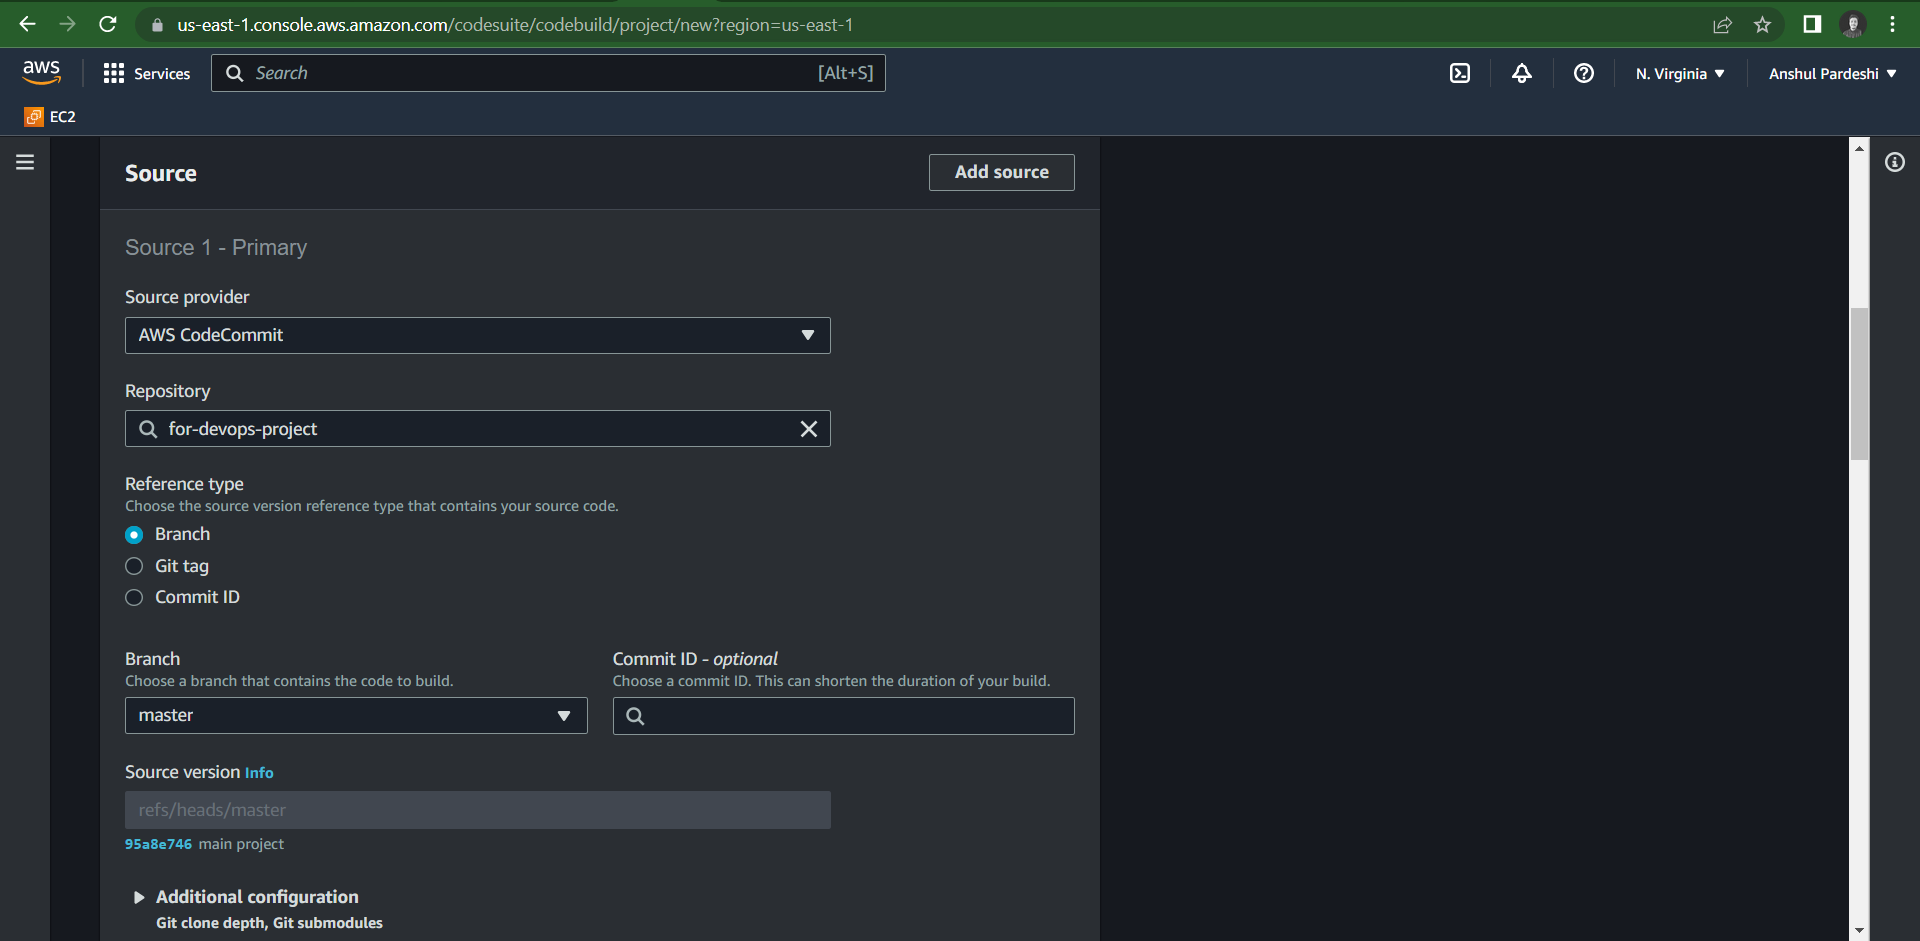 us-east-1.console.aws.amazon.com/codesuite/codebuild/project/new?region=us-east-1
aws
Services
Search
[Alt+S]
N. Virginia
Anshul Pardeshi
EC2
Source
Add source
Source 1 - Primary
Source provider
AWS CodeCommit
Repository
for-devops-project
Reference type
Choose the source version reference type that contains your source code.
Branch
Git tag
Commit ID
Branch
Choose a branch that contains the code to build.
master
Commit ID - optional
Choose a commit ID. This can shorten the duration of your build.
Source version Info
refs/heads/master
95a8e746 main project
Additional configuration
Git clone depth, Git submodules